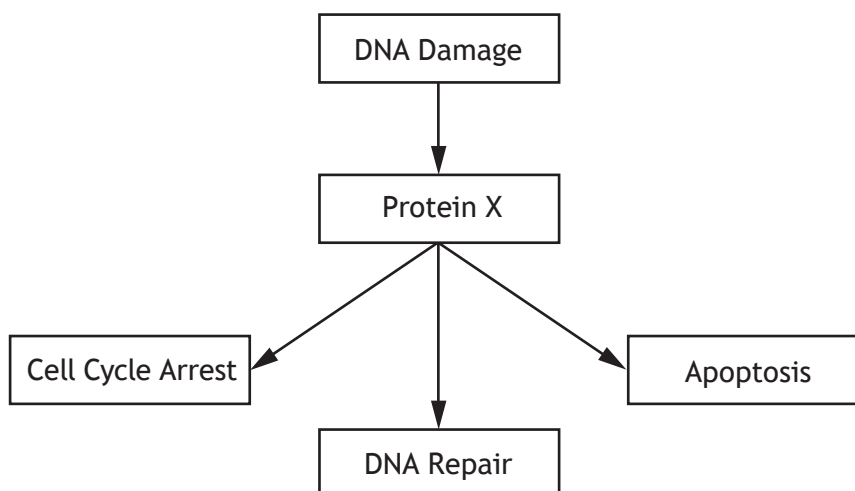 DNA Damage
Protein X
Cell Cycle Arrest
Apoptosis
DNA Repair